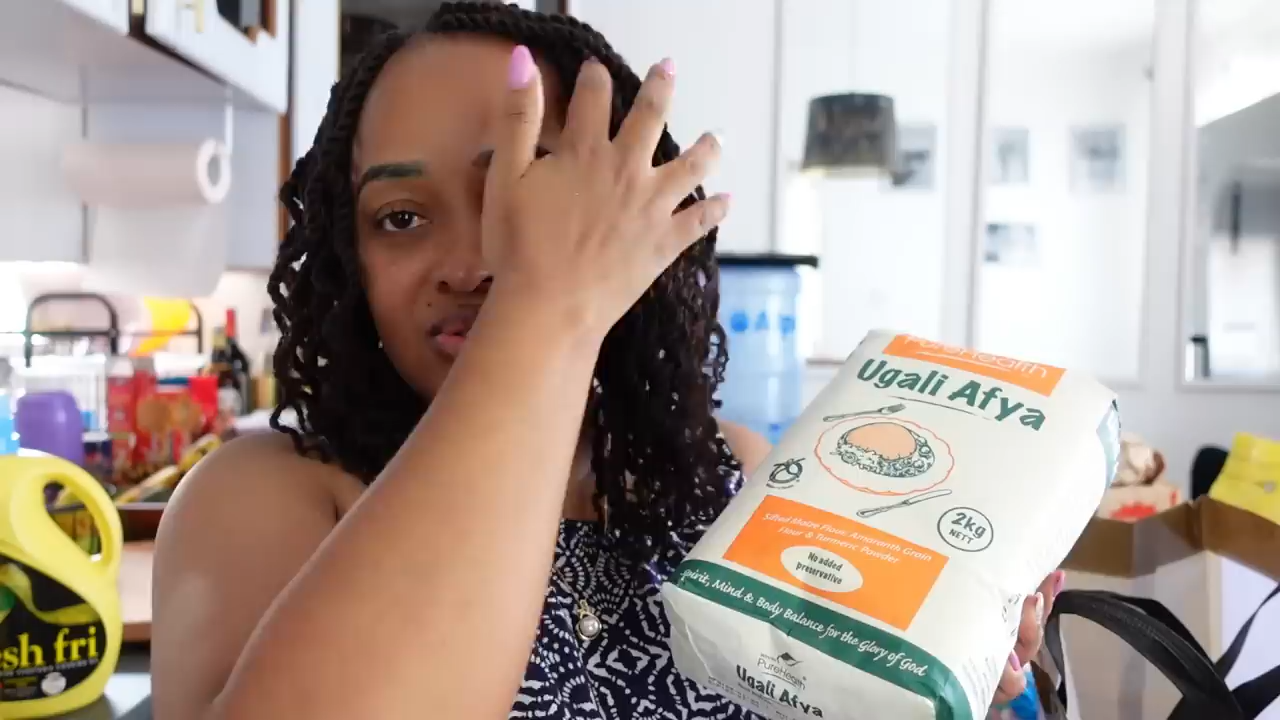 PureHealth
Ugali Afya
2kg
NETT
Sifted Maize Flour, Amaranth Grain
Flour & Turmeric Powder
No added
preservative
Spirit, Mind & Body Balance for the Glory of God
PureHealth
Ugali Afya
esh fri